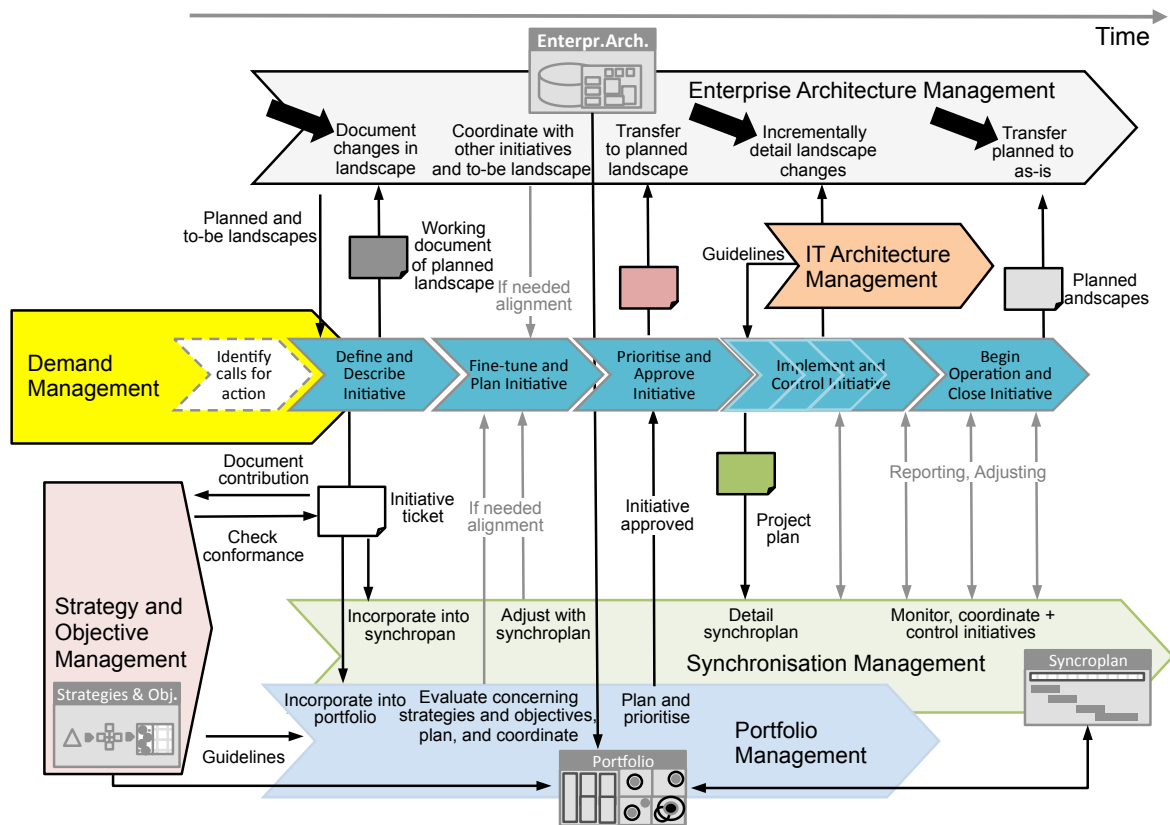 Time
Enterpr.Arch.
Enterprise Architecture Management
Document
changes in
landscape
Coordinate with
other initiatives
and to-be landscape
Transfer
to planned
landscape
Incrementally
detail landscape
changes
Transfer
planned to
as-is
Planned and
to-be landscapes
Working
document
of planned
landscape
If needed
alignment
Guidelines
IT Architecture
Management
Planned
landscapes
Demand
Management
Identify
calls for
action
Define and
Describe
Initiative
Fine-tune and
Plan Initiative
Prioritise and
Approve
Initiative
Implement and
Control Initiative
Begin
Operation and
Close Initiative
Document
contribution
Initiative
ticket
Check
conformance
If needed
alignment
Initiative
approved
Project
plan
Reporting, Adjusting
Strategy and
Objective
Management
Strategies & Obj.
Incorporate into
synchropan
Adjust with
synchroplan
Detail
synchroplan
Monitor, coordinate +
control initiatives
Synchronisation Management
Syncroplan
Incorporate into
portfolio
Evaluate concerning
strategies and objectives,
plan, and coordinate
Plan and
prioritise
Portfolio
Management
Guidelines
Portfolio